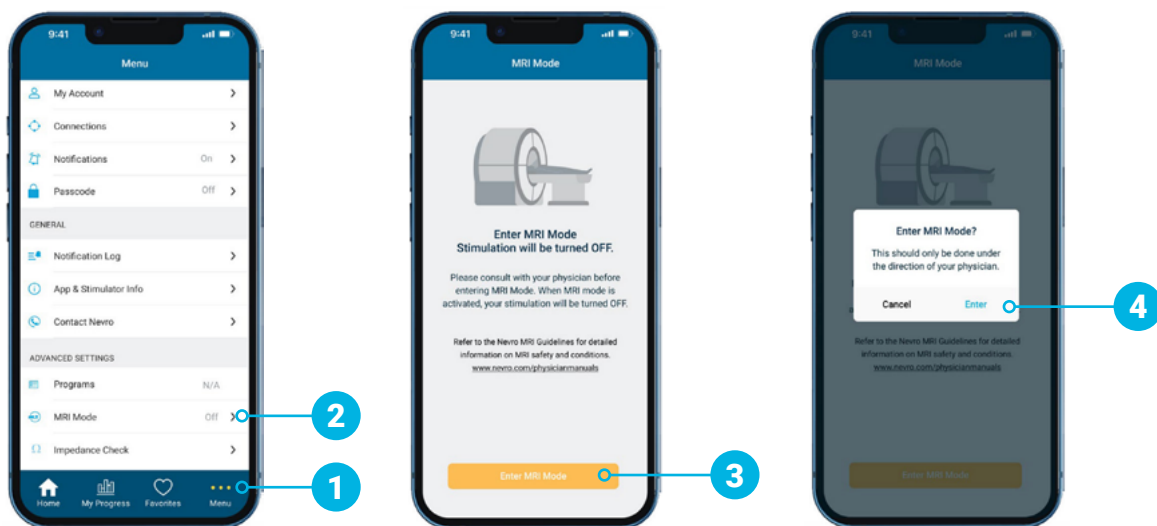 9:41
Menu
My Account
Connections
Notifications On
Passcode Off
GENERAL
Notification Log
App & Stimulator Info
Contact Nevro
ADVANCED SETTINGS
Programs N/A
MRI Mode Off
2
Impedance Check
Home My Progress Favorites Menu
1
9:41
MRI Mode
Enter MRI Mode
Stimulation will be turned OFF.
Please consult with your physician before
entering MRI Mode. When MRI mode is
activated, your stimulation will be turned OFF.
Refer to the Nevro MRI Guidelines for detailed
information on MRI safety and conditions.
www.nevro.com/physicianmanuals
Enter MRI Mode
3
9:41
MRI Mode
Enter MRI Mode?
This should only be done under
the direction of your physician.
Cancel Enter
4
Refer to the Nevro MRI Guidelines for detailed
information on MRI safety and conditions.
www.nevro.com/physicianmanuals
Enter MRI Mode